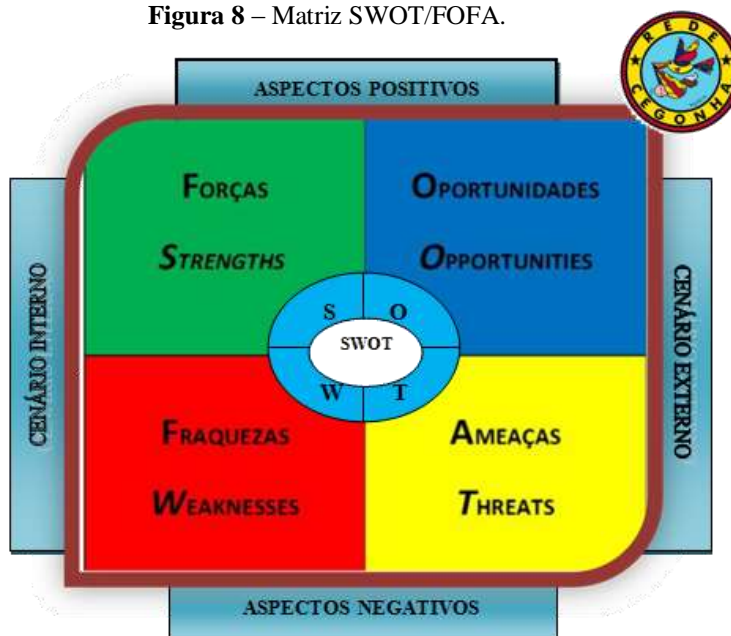 Figura 8 – Matriz SWOT/FOFA.
REDE
CEGONHA
ASPECTOS POSITIVOS
CENÁRIO INTERNO
FORÇAS
STRENGTHS
OPORTUNIDADES
OPPORTUNITIES
CENÁRIO EXTERNO
S
O
SWOT
W
T
FRAQUEZAS
WEAKNESSES
AMEAÇAS
THREATS
ASPECTOS NEGATIVOS